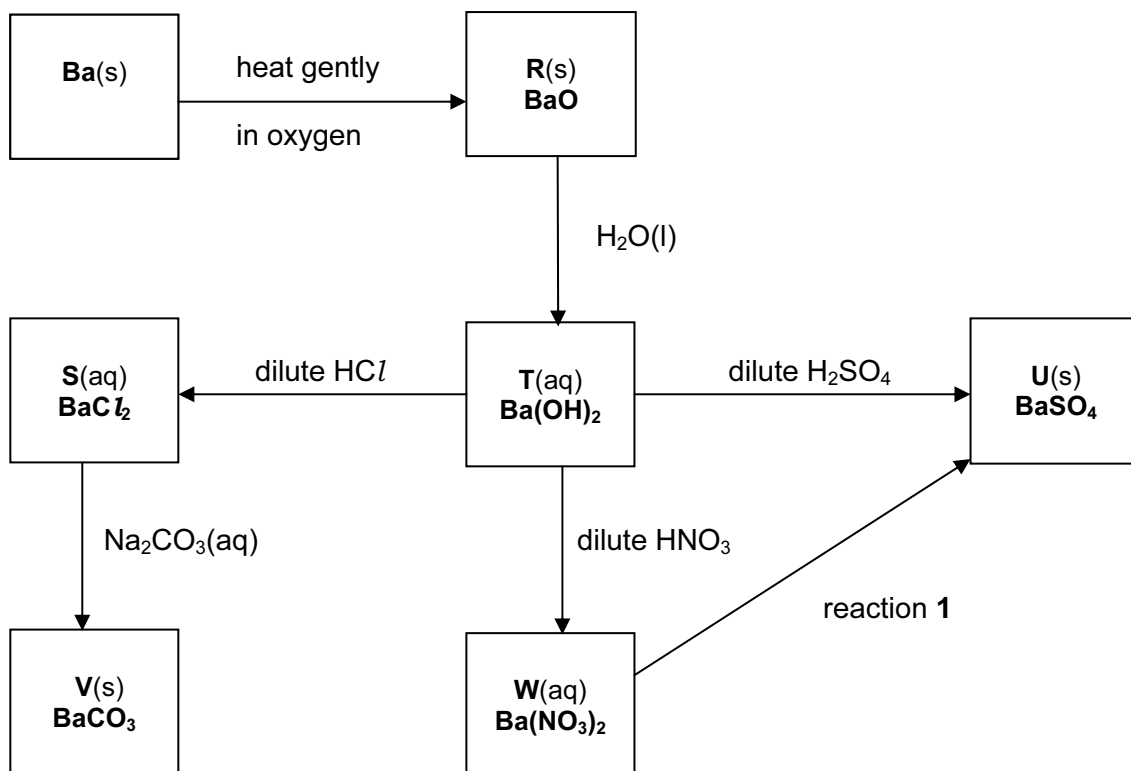 Ba(s)
heat gently
in oxygen
R(s)
BaO
H₂O(l)
S(aq)
BaCl₂
dilute HCl
T(aq)
Ba(OH)₂
dilute H₂SO₄
U(s)
BaSO₄
Na₂CO₃(aq)
dilute HNO₃
reaction 1
V(s)
BaCO₃
W(aq)
Ba(NO₃)₂